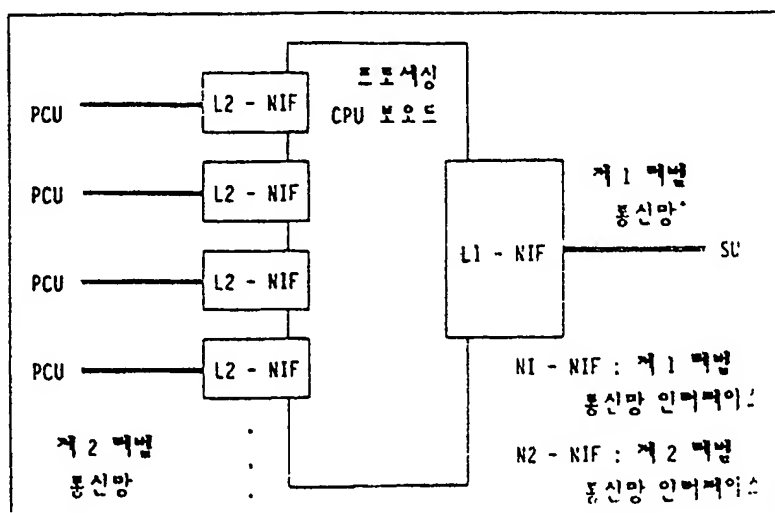 프로세싱
CPU 보오드
PCU
L2 - NIF
PCU
L2 - NIF
PCU
L2 - NIF
PCU
L2 - NIF
L1 - NIF
제 1 레벨
통신망
SU
제 2 레벨
통신망
N1 - NIF : 제 1 레벨
통신망 인터페이스
N2 - NIF : 제 2 레벨
통신망 인터페이스